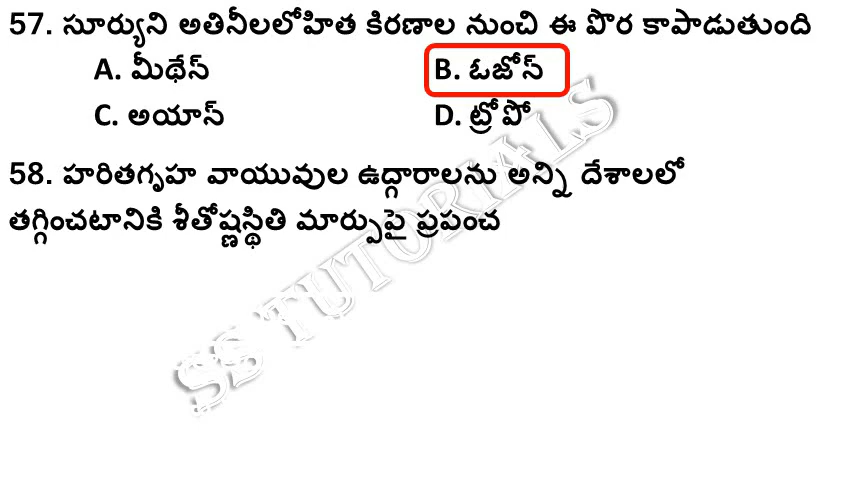 57. సూర్యుని అతినీలలోహిత కిరణాల నుంచి ఈ పొర కాపాడుతుంది
A. మీథేన్ B. ఓజోన్
C. అయాన్ D. ట్రోపో
58. హరితగృహ వాయువుల ఉద్గారాలను అన్ని దేశాలలో
తగ్గించటానికి శీతోష్ణస్థితి మార్పుపై ప్రపంచ
SS TUTORIALS